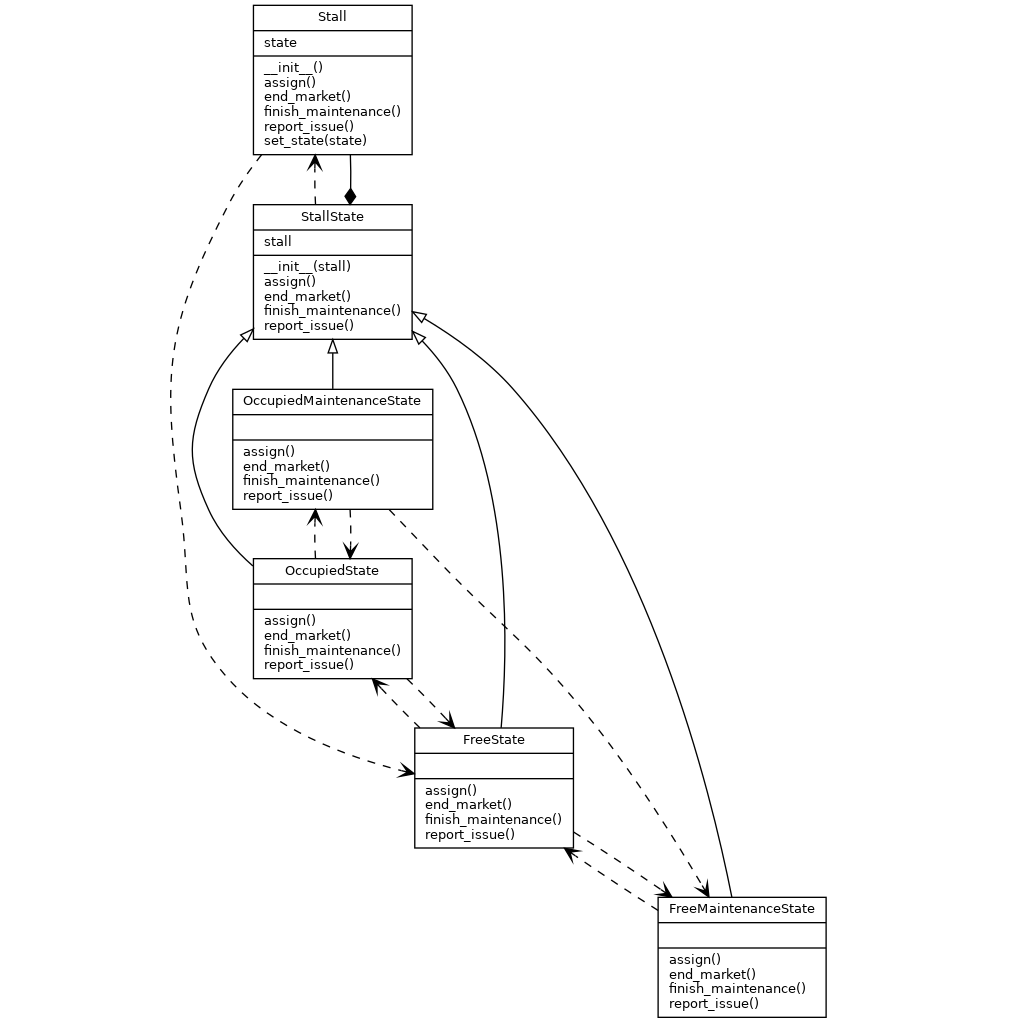 Stall
state
__init__()
assign()
end_market()
finish_maintenance()
report_issue()
set_state(state)
StallState
stall
__init__(stall)
assign()
end_market()
finish_maintenance()
report_issue()
OccupiedMaintenanceState
assign()
end_market()
finish_maintenance()
report_issue()
OccupiedState
assign()
end_market()
finish_maintenance()
report_issue()
FreeState
assign()
end_market()
finish_maintenance()
report_issue()
FreeMaintenanceState
assign()
end_market()
finish_maintenance()
report_issue()